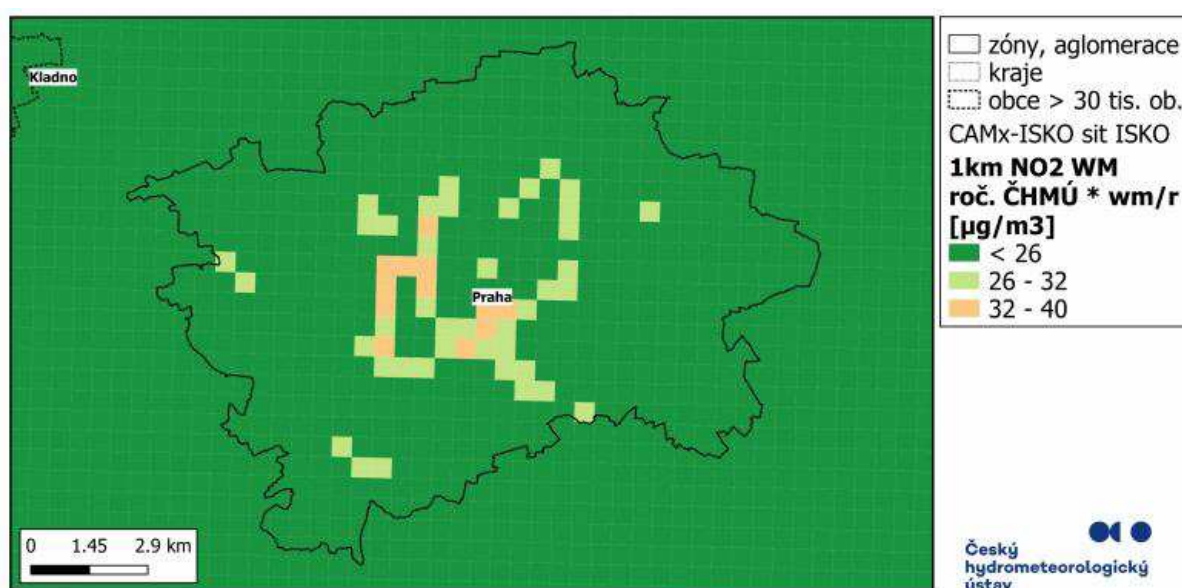 Kladno
Praha
0 1.45 2.9 km
zóny, aglomerace
kraje
obce > 30 tis. ob.
CAMx-ISKO sit ISKO
1km NO2 WM
roč. ČHMÚ * wm/r
[µg/m3]
< 26
26 - 32
32 - 40
Český
hydrometeorologický
ústav